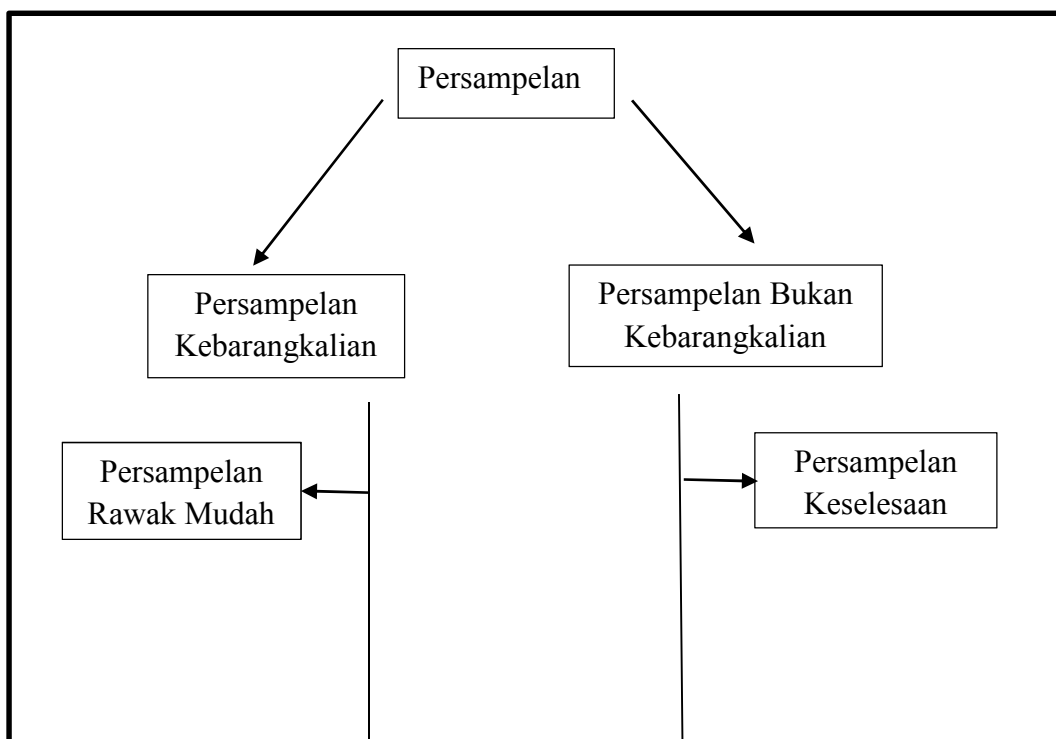 Persampelan
Persampelan
Kebarangkalian
Persampelan Bukan
Kebarangkalian
Persampelan
Rawak Mudah
Persampelan
Keselesaan